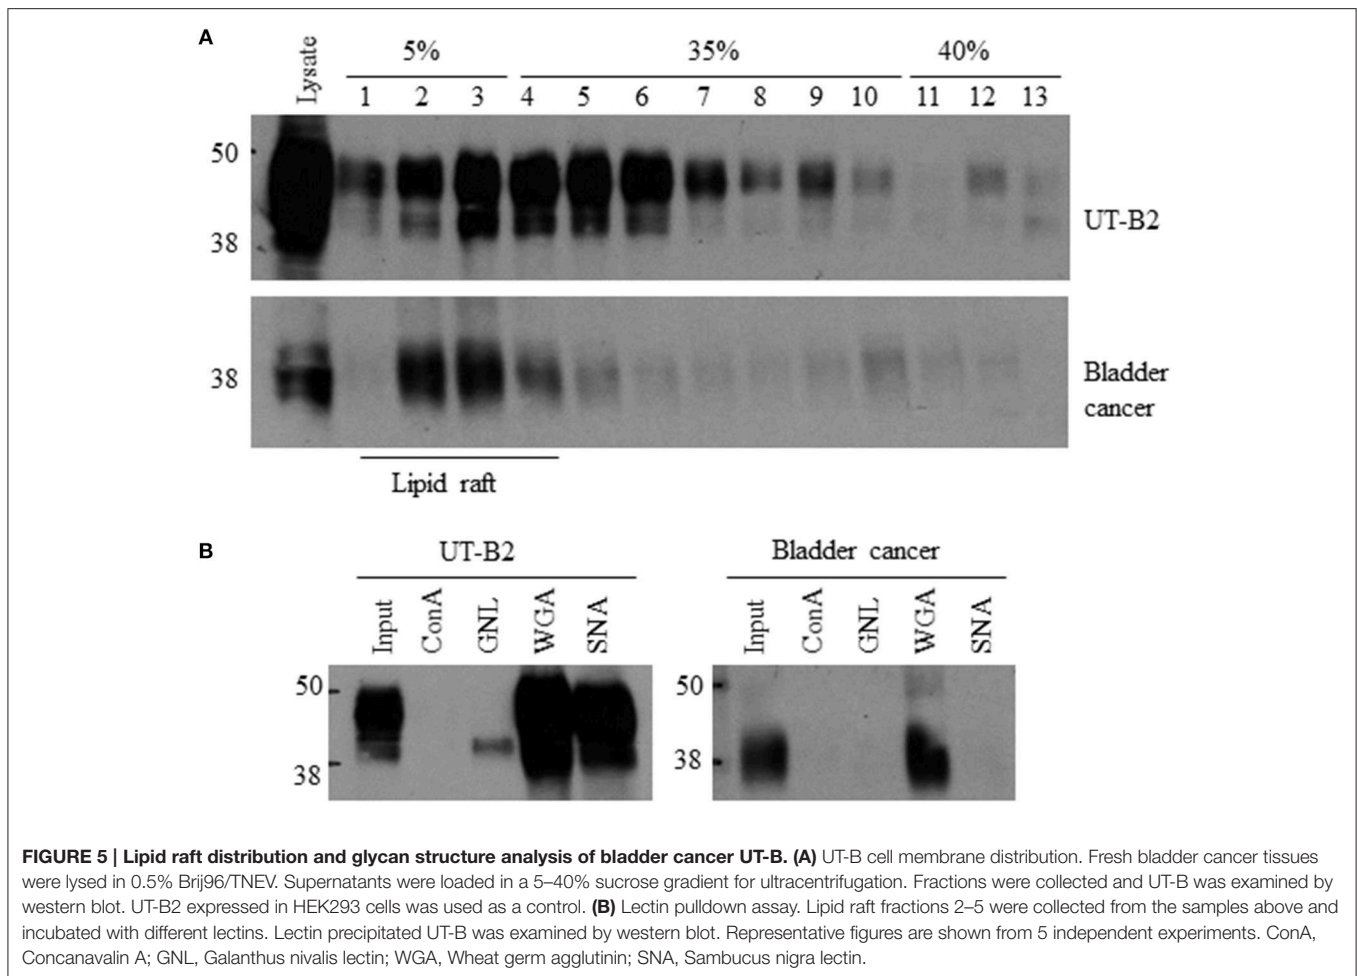 A
Lysate
5% 35% 40%
1 2 3 4 5 6 7 8 9 10 11 12 13
50
38
UT-B2
38
Bladder
cancer
Lipid raft
B
UT-B2 Bladder cancer
Input ConA GNL WGA SNA Input ConA GNL WGA SNA
50 50
38 38
FIGURE 5 | Lipid raft distribution and glycan structure analysis of bladder cancer UT-B. (A) UT-B cell membrane distribution. Fresh bladder cancer tissues
were lysed in 0.5% Brij96/TNEV. Supernatants were loaded in a 5–40% sucrose gradient for ultracentrifugation. Fractions were collected and UT-B was examined by
western blot. UT-B2 expressed in HEK293 cells was used as a control. (B) Lectin pulldown assay. Lipid raft fractions 2–5 were collected from the samples above and
incubated with different lectins. Lectin precipitated UT-B was examined by western blot. Representative figures are shown from 5 independent experiments. ConA,
Concanavalin A; GNL, Galanthus nivalis lectin; WGA, Wheat germ agglutinin; SNA, Sambucus nigra lectin.